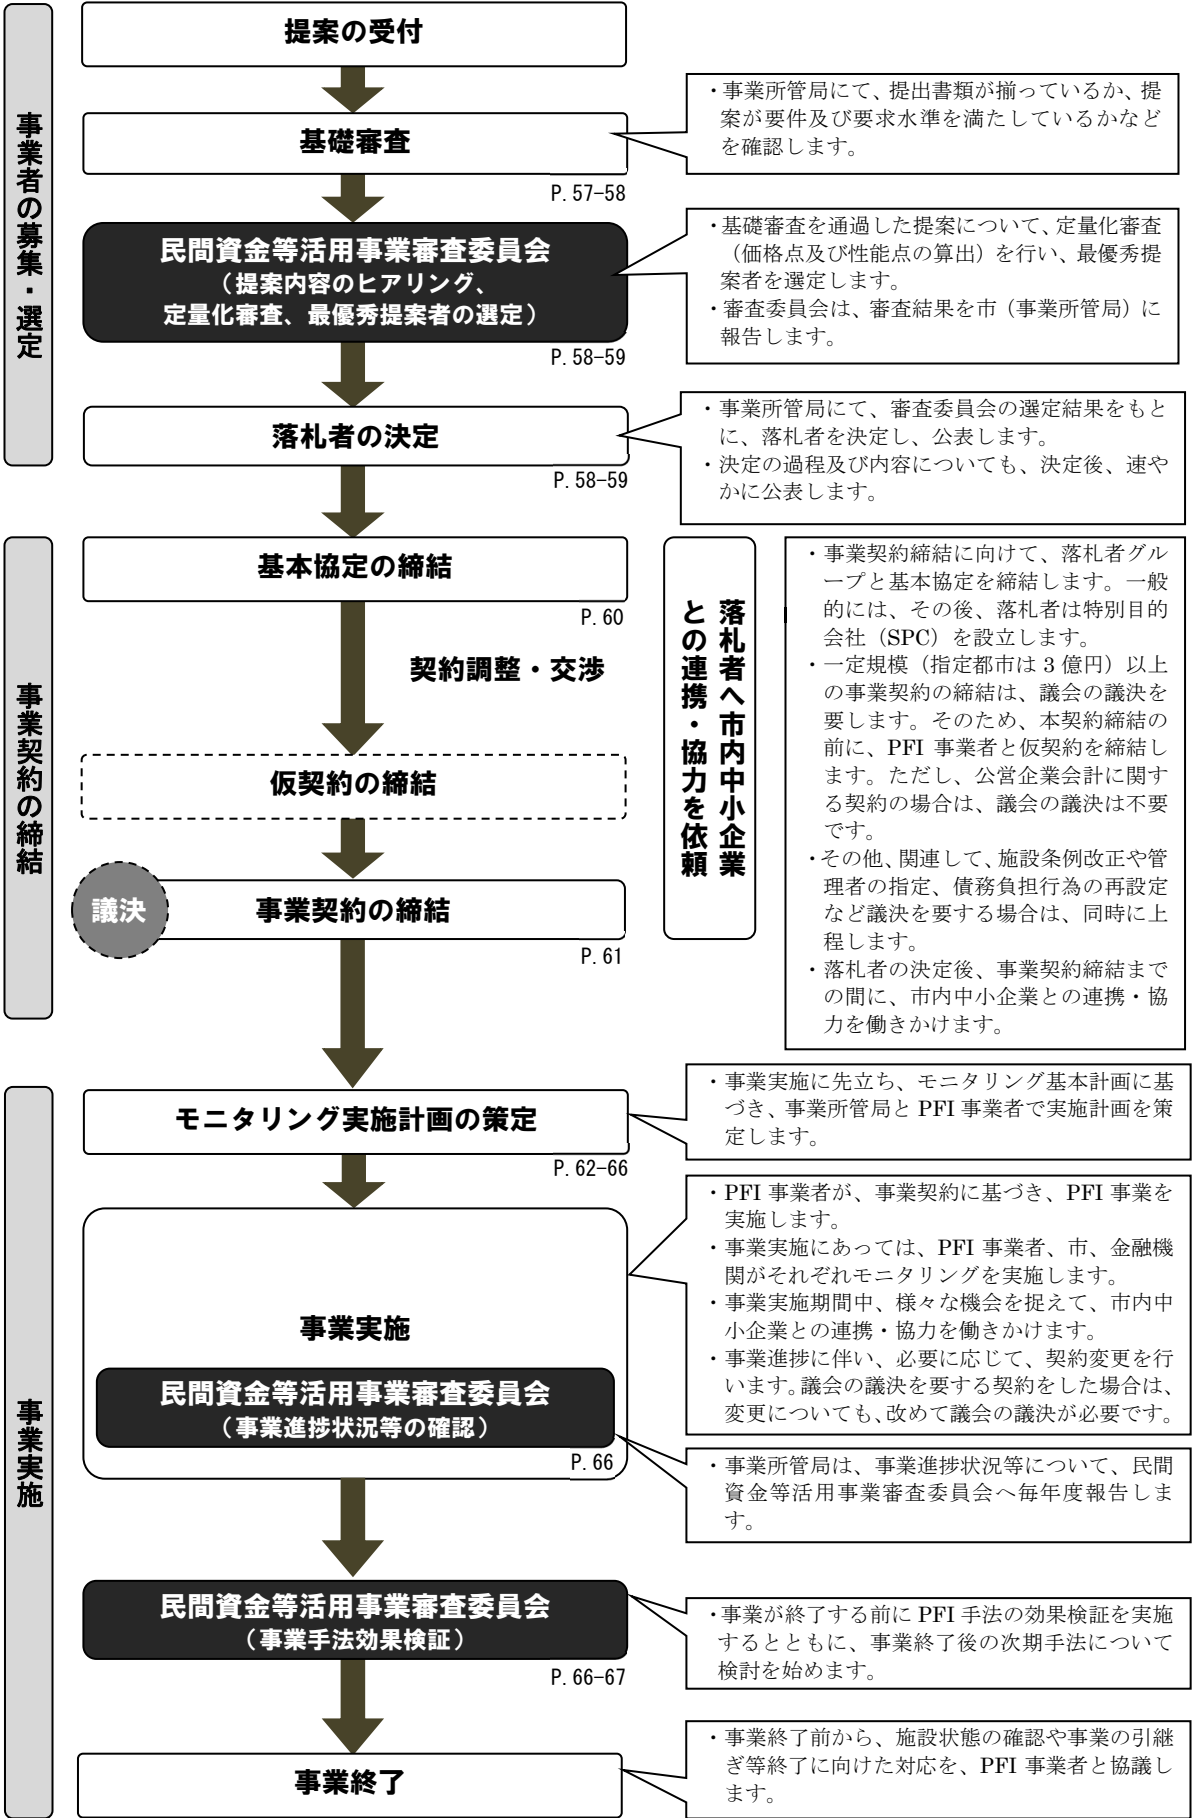 事業者の募集・選定
提案の受付
基礎審査
P. 57-58
・事業所管局にて、提出書類が揃っているか、提
案が要件及び要求水準を満たしているかなど
を確認します。
民間資金等活用事業審査委員会
（提案内容のヒアリング、
定量化審査、最優秀提案者の選定）
P. 58-59
・基礎審査を通過した提案について、定量化審査
（価格点及び性能点の算出）を行い、最優秀提
案者を選定します。
・審査委員会は、審査結果を市（事業所管局）に
報告します。
落札者の決定
P. 58-59
・事業所管局にて、審査委員会の選定結果をもと
に、落札者を決定し、公表します。
・決定の過程及び内容についても、決定後、速や
かに公表します。
事業契約の締結
基本協定の締結
P. 60
契約調整・交渉
仮契約の締結
議決
事業契約の締結
P. 61
落札者へ市内中小企業
との連携・協力を依頼
・事業契約締結に向けて、落札者グル
ープと基本協定を締結します。一般
的には、その後、落札者は特別目的
会社（SPC）を設立します。
・一定規模（指定都市は 3 億円）以上
の事業契約の締結は、議会の議決を
要します。そのため、本契約締結の
前に、PFI 事業者と仮契約を締結し
ます。ただし、公営企業会計に関す
る契約の場合は、議会の議決は不要
です。
・その他、関連して、施設条例改正や管
理者の指定、債務負担行為の再設定
など議決を要する場合は、同時に上
程します。
・落札者の決定後、事業契約締結まで
の間に、市内中小企業との連携・協
力を働きかけます。
事業実施
モニタリング実施計画の策定
P. 62-66
・事業実施に先立ち、モニタリング基本計画に基
づき、事業所管局と PFI 事業者で実施計画を策
定します。
事業実施
・PFI 事業者が、事業契約に基づき、PFI 事業を
実施します。
・事業実施にあっては、PFI 事業者、市、金融機
関がそれぞれモニタリングを実施します。
・事業実施期間中、様々な機会を捉えて、市内中
小企業との連携・協力を働きかけます。
・事業進捗に伴い、必要に応じて、契約変更を行
います。議会の議決を要する契約をした場合は、
変更についても、改めて議会の議決が必要です。
民間資金等活用事業審査委員会
（事業進捗状況等の確認）
P. 66
・事業所管局は、事業進捗状況等について、民間
資金等活用事業審査委員会へ毎年度報告しま
す。
民間資金等活用事業審査委員会
（事業手法効果検証）
P. 66-67
・事業が終了する前に PFI 手法の効果検証を実施
するとともに、事業終了後の次期手法について
検討を始めます。
事業終了
・事業終了前から、施設状態の確認や事業の引継
ぎ等終了に向けた対応を、PFI 事業者と協議し
ます。